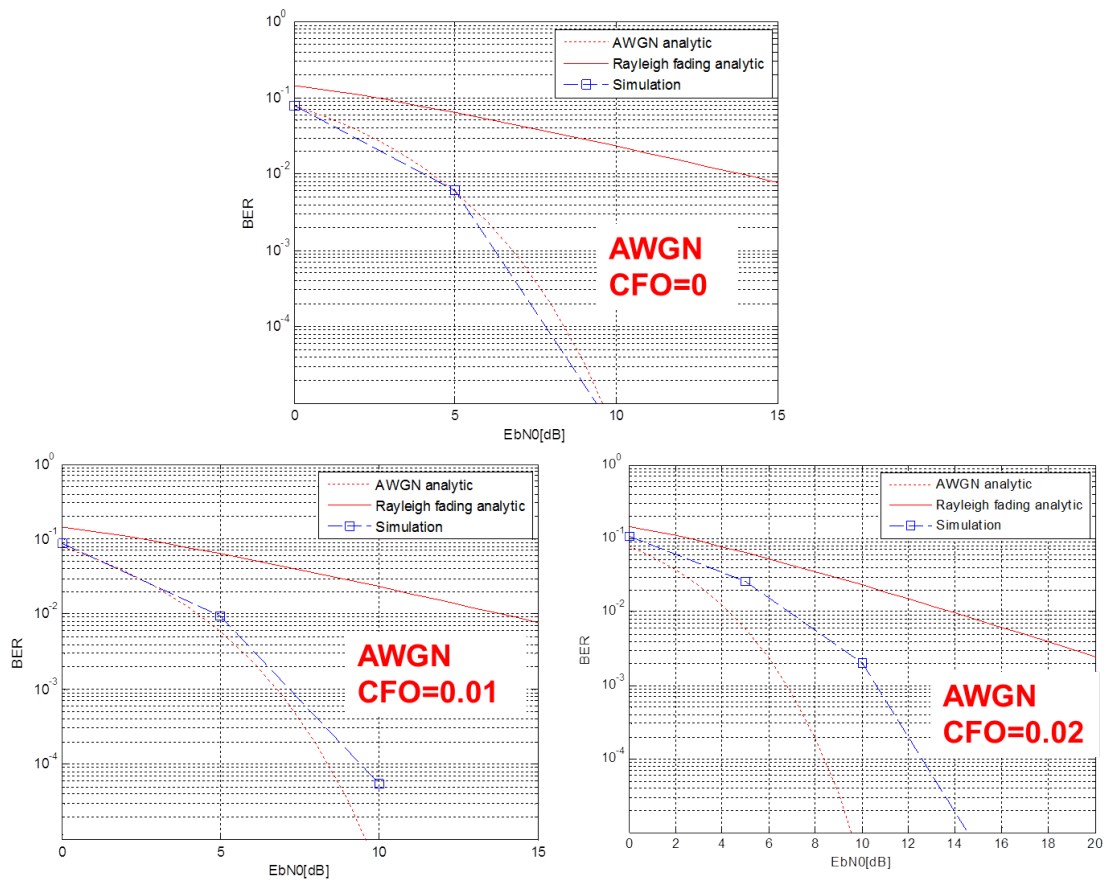 10^0
10^-1
10^-2
10^-3
10^-4
BER
AWGN analytic
Rayleigh fading analytic
Simulation
AWGN
CFO=0
0 5 10 15
EbN0[dB]
10^0
10^-1
10^-2
10^-3
10^-4
BER
AWGN analytic
Rayleigh fading analytic
Simulation
AWGN
CFO=0.01
0 5 10 15
EbN0[dB]
10^0
10^-1
10^-2
10^-3
10^-4
BER
AWGN analytic
Rayleigh fading analytic
Simulation
AWGN
CFO=0.02
0 2 4 6 8 10 12 14 16 18 20
EbN0[dB]